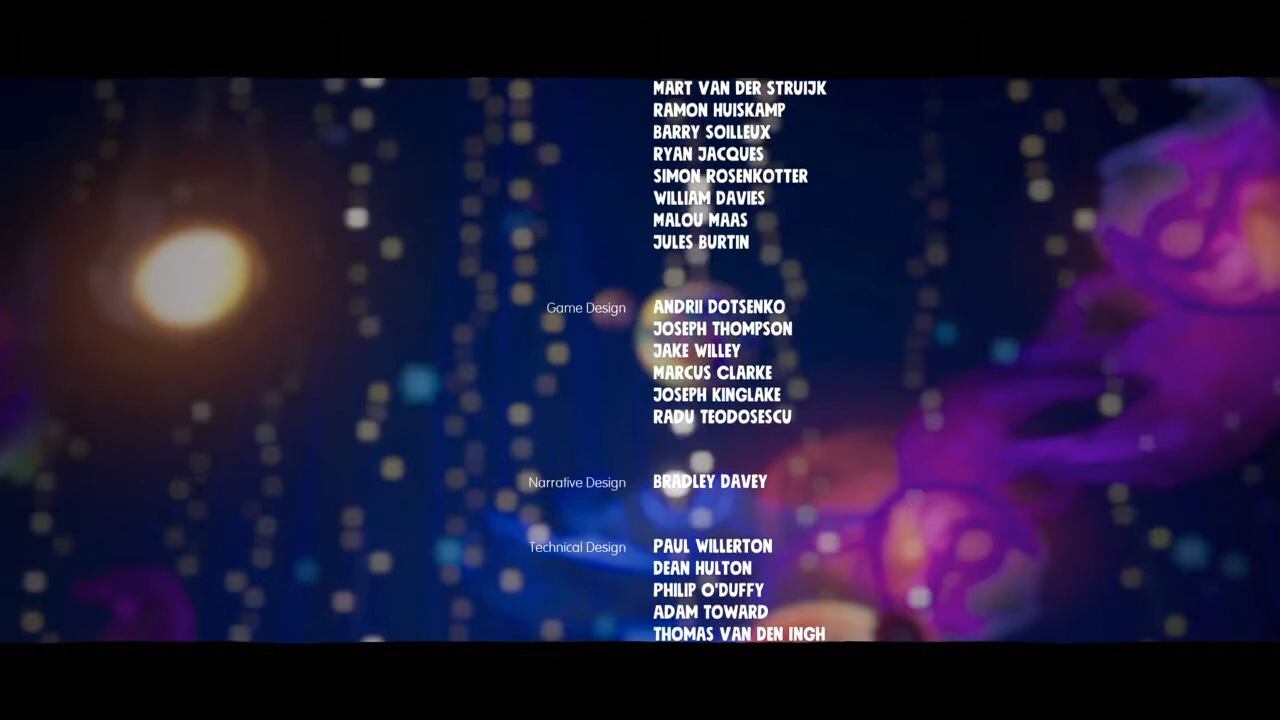 MART VAN DER STRUIJK
RAMON HUISKAMP
BARRY SOILLEUX
RYAN JACQUES
SIMON ROSENKOTTER
WILLIAM DAVIES
MALOU MAAS
JULES BURTIN
Game Design ANDRII DOTSENKO
JOSEPH THOMPSON
JAKE WILLEY
MARCUS CLARKE
JOSEPH KINGLAKE
RADU TEODOSESCU
Narrative Design BRADLEY DAVEY
Technical Design PAUL WILLERTON
DEAN HULTON
PHILIP O'DUFFY
ADAM TOWARD
THOMAS VAN DEN INGH